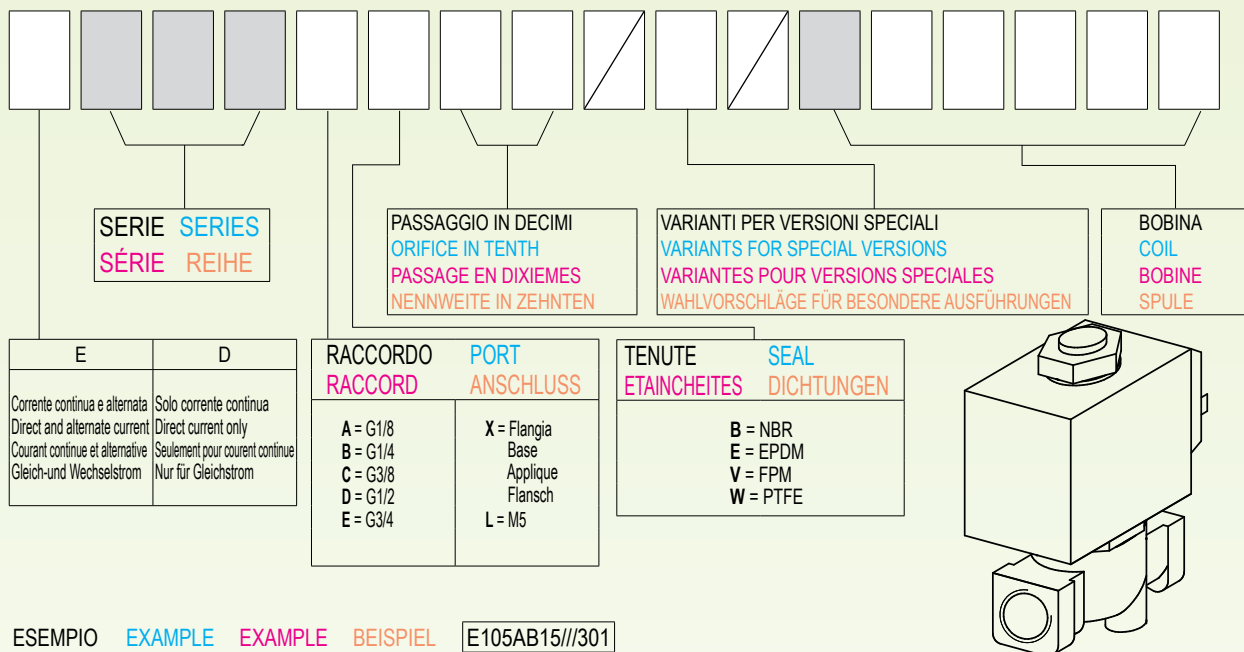 SERIE SERIES
SÉRIE REIHE
PASSAGGIO IN DECIMI
ORIFICE IN TENTH
PASSAGE EN DIXIEMES
NENNWEITE IN ZEHNTEN
VARIANTI PER VERSIONI SPECIALI
VARIANTS FOR SPECIAL VERSIONS
VARIANTES POUR VERSIONS SPECIALES
WAHLVORSCHLÄGE FÜR BESONDERE AUSFÜHRUNGEN
BOBINA
COIL
BOBINE
SPULE
E
Corrente continua e alternata
Direct and alternate current
Courant continue et alternative
Gleich-und Wechselstrom
D
Solo corrente continua
Direct current only
Seulement pour courent continue
Nur für Gleichstrom
RACCORDO PORT
RACCORD ANSCHLUSS
A = G1/8
B = G1/4
C = G3/8
D = G1/2
E = G3/4
X = Flangia
Base
Applique
Flansch
L = M5
TENUTE SEAL
ETAINCHEITES DICHTUNGEN
B = NBR
E = EPDM
V = FPM
W = PTFE
ESEMPIO EXAMPLE EXAMPLE BEISPIEL E105AB15///301